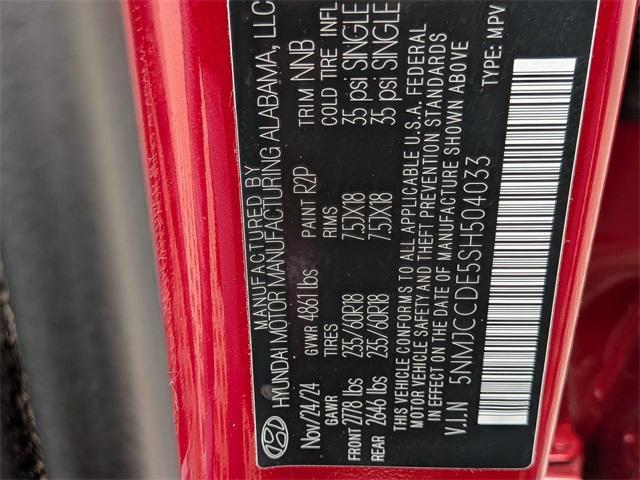 MANUFACTURED BY
HYUNDAI MOTOR MANUFACTURING ALABAMA, LLC
Nov/24/24 GVWR 4861 lbs PAINT R2P TRIM NNB
GAWR TIRES RIMS COLD TIRE INFL
FRONT 2778 lbs 235/60R18 7.5JX18 35 psi SINGLE
REAR 2646 lbs 235/60R18 7.5JX18 35 psi SINGLE
THIS VEHICLE CONFORMS TO ALL APPLICABLE U.S.A. FEDERAL
MOTOR VEHICLE SAFETY AND THEFT PREVENTION STANDARDS
IN EFFECT ON THE DATE OF MANUFACTURE SHOWN ABOVE
V.I.N 5NMJCCDE5SH504033 TYPE: MPV